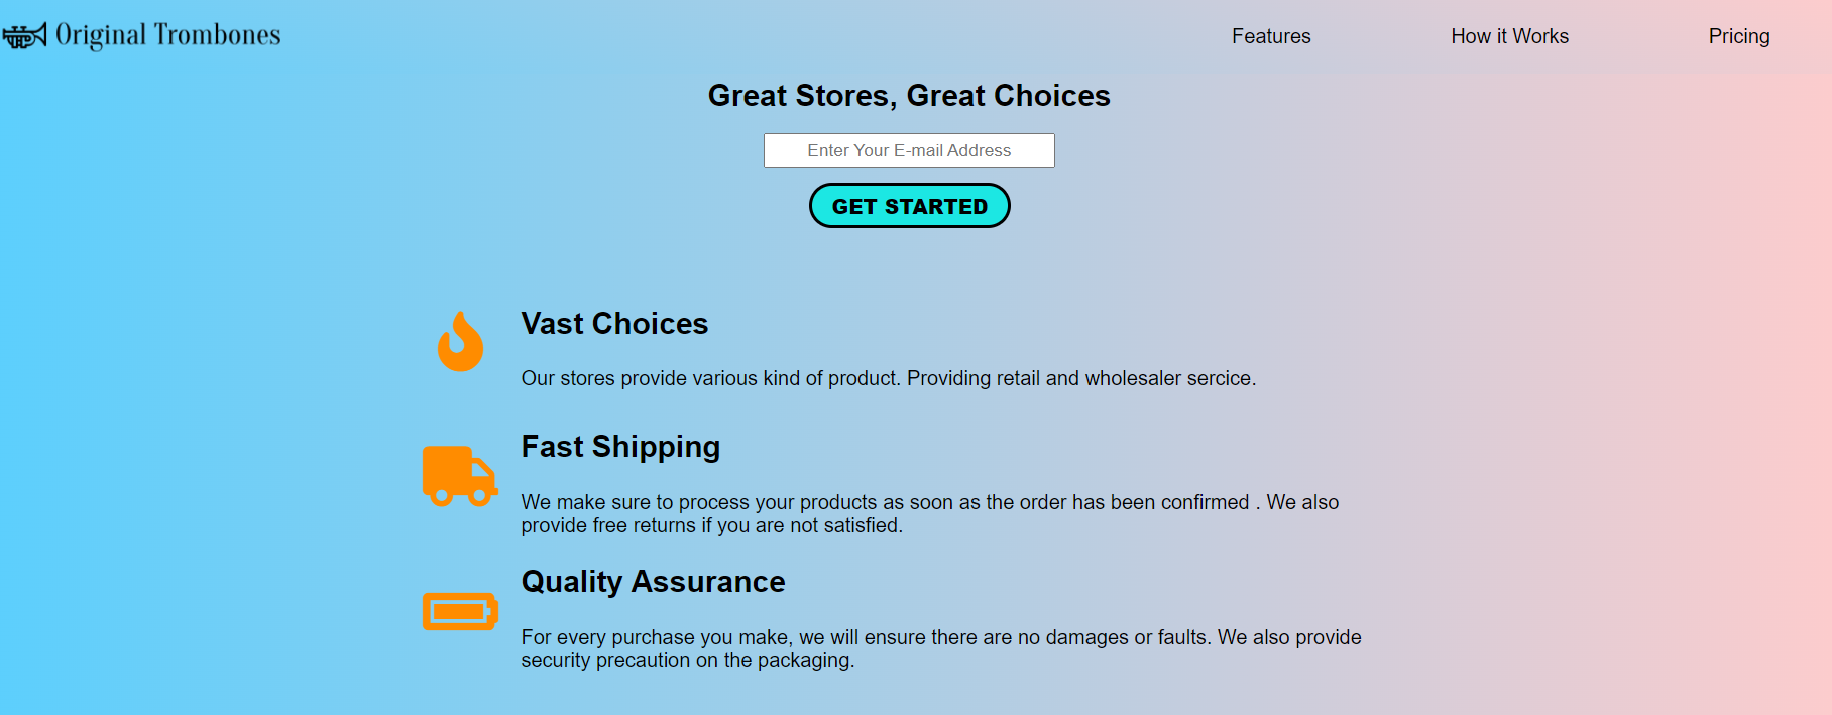 Original Trombones
Features
How it Works
Pricing
Great Stores, Great Choices
Enter Your E-mail Address
GET STARTED
Vast Choices
Our stores provide various kind of product. Providing retail and wholesaler sercice.
Fast Shipping
We make sure to process your products as soon as the order has been confirmed . We also
provide free returns if you are not satisfied.
Quality Assurance
For every purchase you make, we will ensure there are no damages or faults. We also provide
security precaution on the packaging.